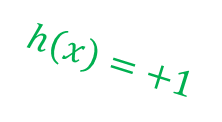 h(x) = +1